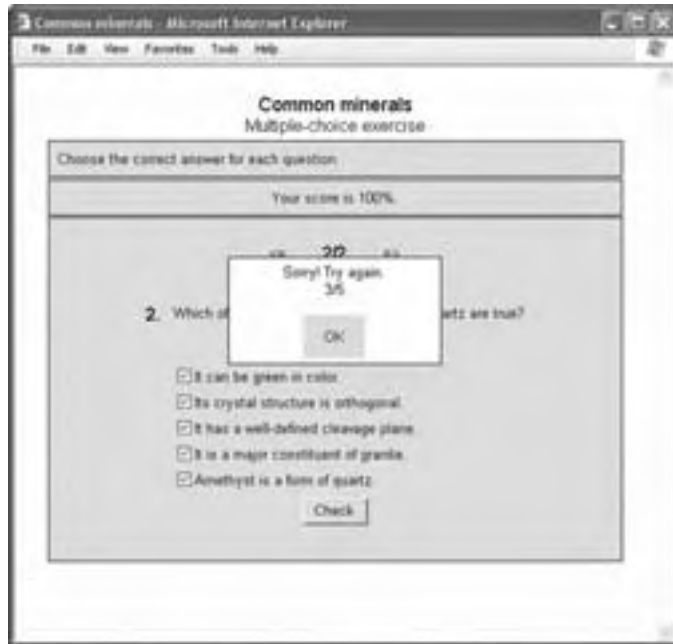 Common minerals - Microsoft Internet Explorer
File Edit View Favorites Tools Help
Common minerals
Multiple-choice exercise
Choose the correct answer for each question.
Your score is 100%.
2/2
Sorry! Try again.
3/5
2. Which of artz are true?
OK
It can be green in color.
Its crystal structure is orthogonal.
It has a well-defined cleavage plane.
It is a major constituent of granite.
Amethyst is a form of quartz.
Check